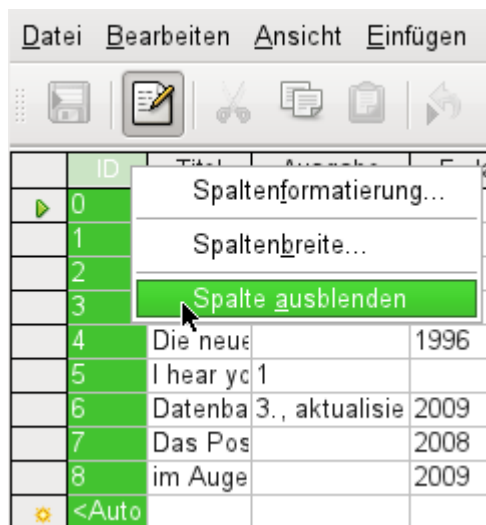 Datei Bearbeiten Ansicht Einfügen
ID
Spaltenformatierung...
0
Spaltenbreite...
1
2
Spalte ausblenden
3
4 Die neue 1996
5 I hear yo 1
6 Datenba 3., aktualisie 2009
7 Das Pos 2008
8 im Auge 2009
<Auto